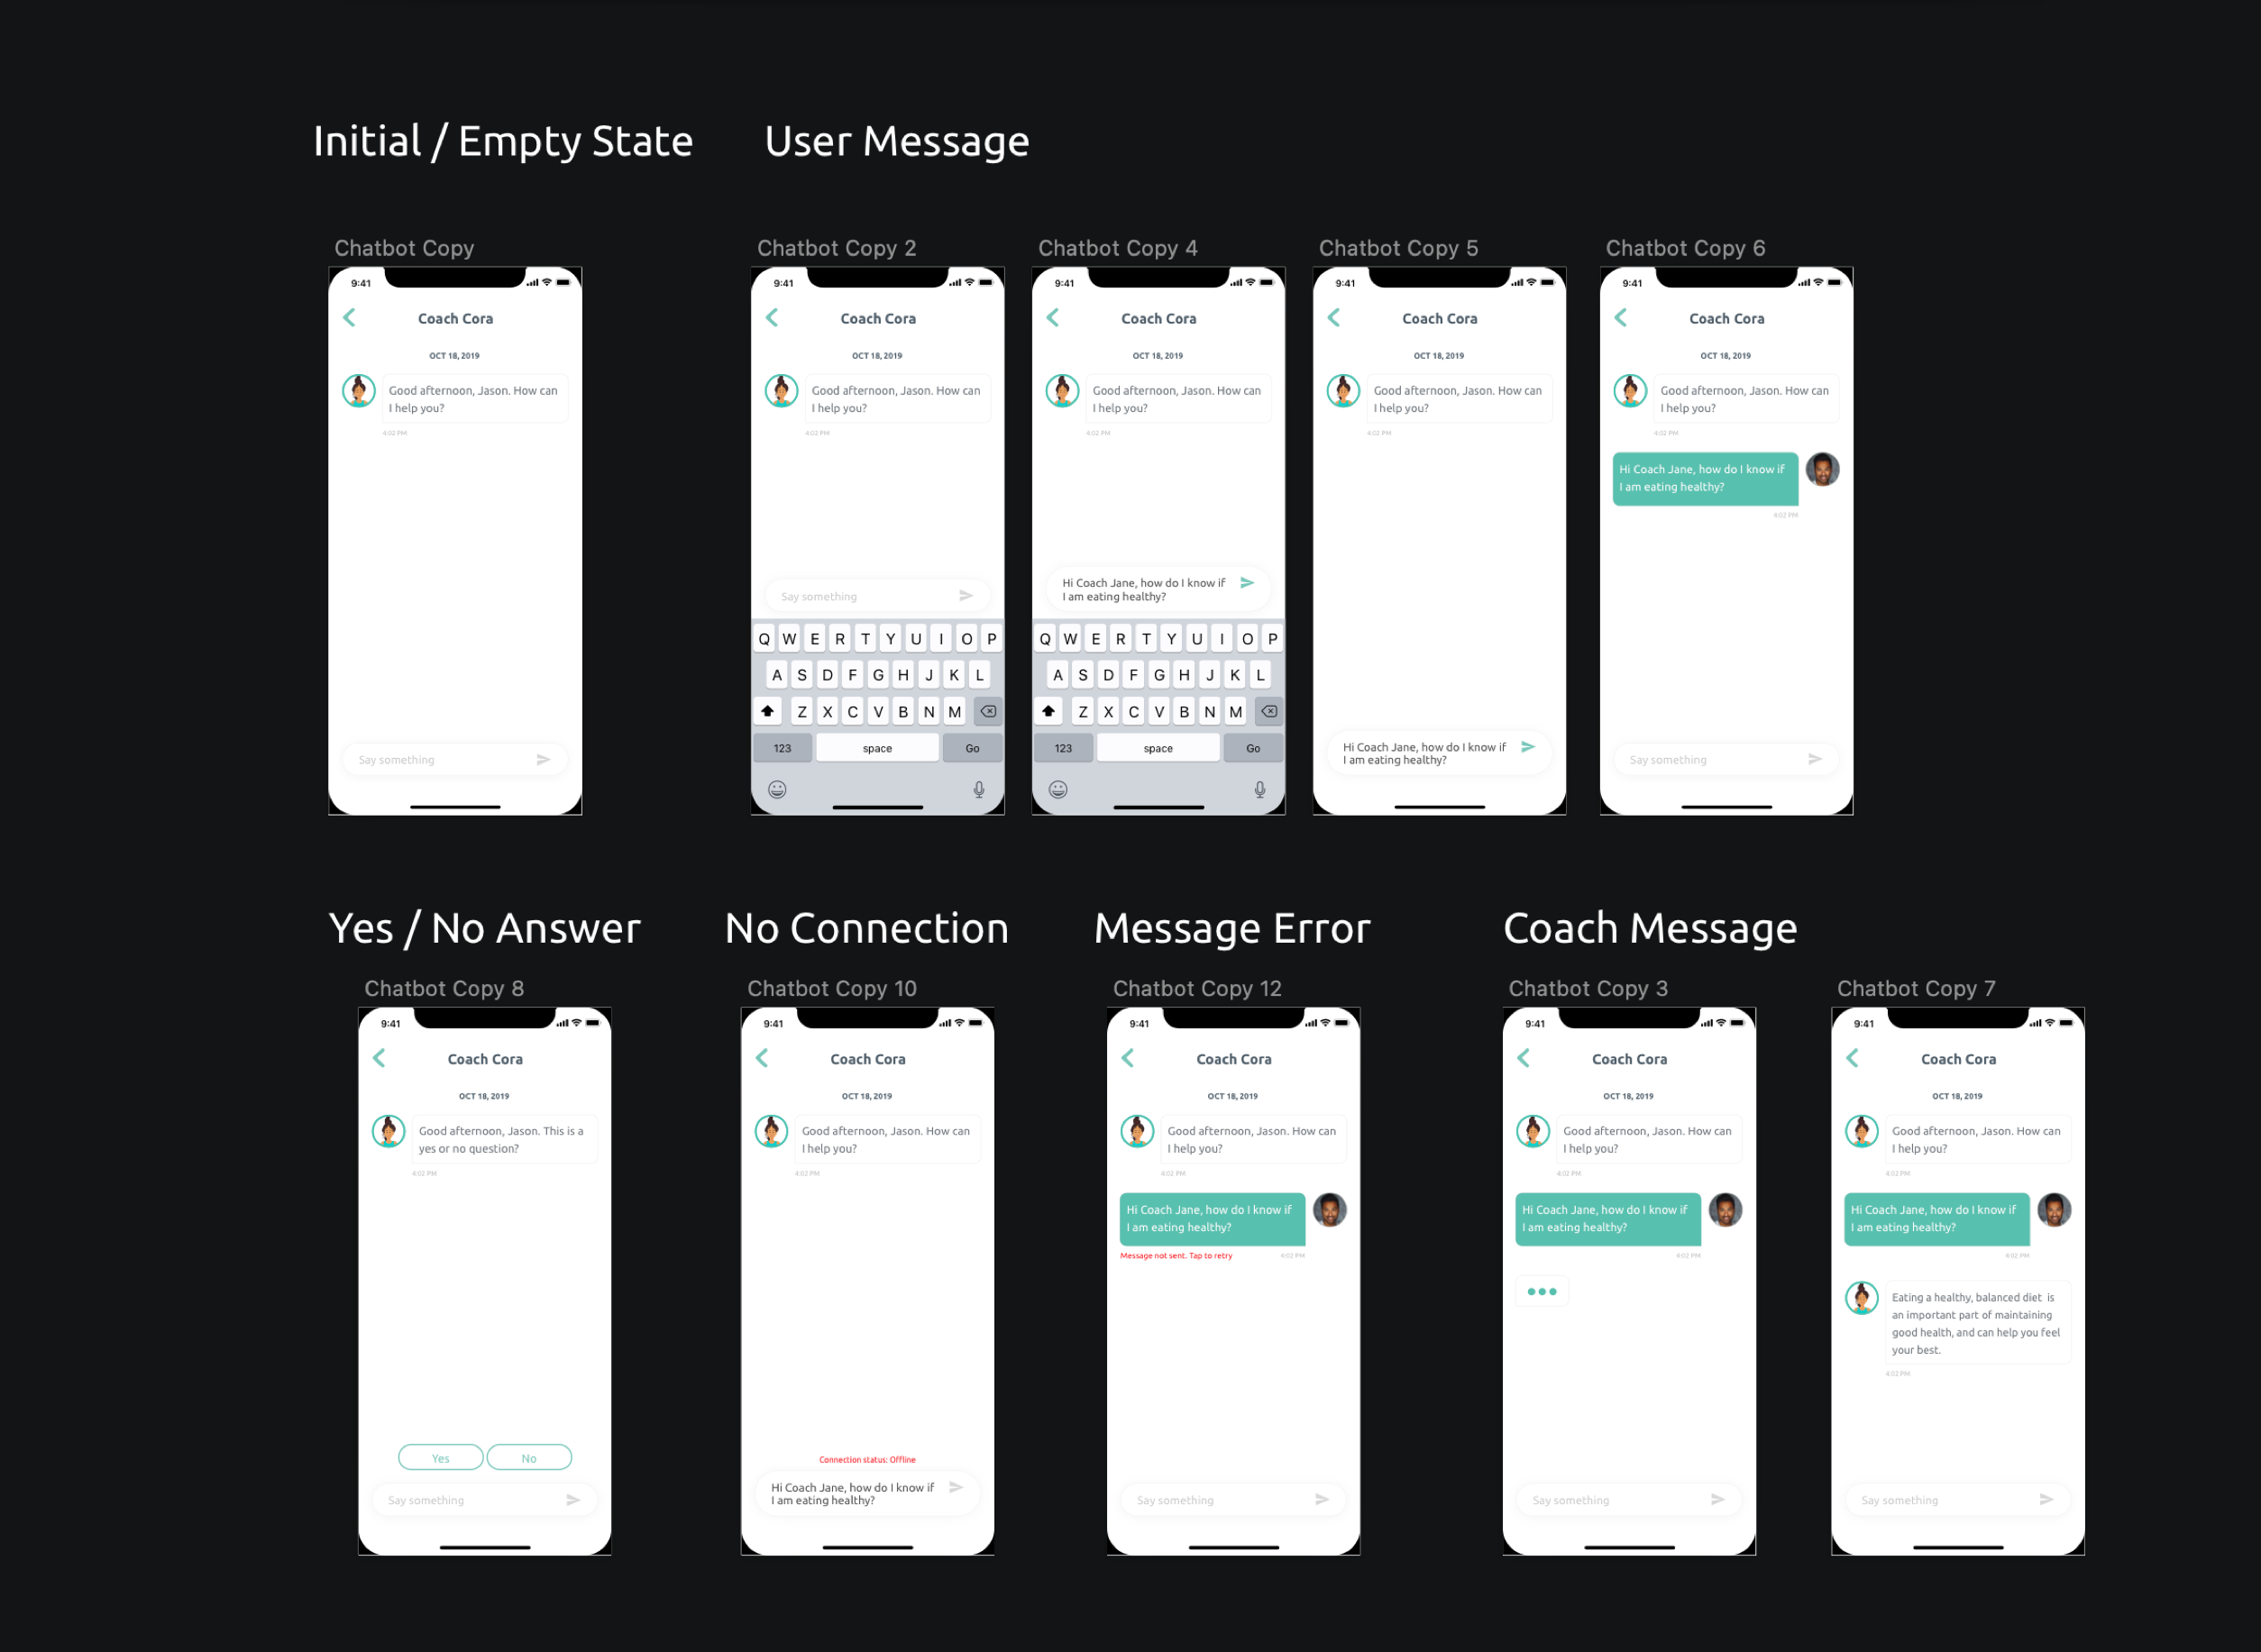 Initial / Empty State
User Message
Chatbot Copy
9:41
Coach Cora
OCT 18, 2019
Good afternoon, Jason. How can
I help you?
4:02 PM
Say something
Chatbot Copy 2
9:41
Coach Cora
OCT 18, 2019
Good afternoon, Jason. How can
I help you?
4:02 PM
Say something
Q W E R T Y U I O P
A S D F G H J K L
Z X C V B N M
123 space Go
Chatbot Copy 4
9:41
Coach Cora
OCT 18, 2019
Good afternoon, Jason. How can
I help you?
4:02 PM
Hi Coach Jane, how do I know if
I am eating healthy?
Q W E R T Y U I O P
A S D F G H J K L
Z X C V B N M
123 space Go
Chatbot Copy 5
9:41
Coach Cora
OCT 18, 2019
Good afternoon, Jason. How can
I help you?
4:02 PM
Hi Coach Jane, how do I know if
I am eating healthy?
Chatbot Copy 6
9:41
Coach Cora
OCT 18, 2019
Good afternoon, Jason. How can
I help you?
4:02 PM
Hi Coach Jane, how do I know if
I am eating healthy?
4:02 PM
Say something
Yes / No Answer
No Connection
Message Error
Coach Message
Chatbot Copy 8
9:41
Coach Cora
OCT 18, 2019
Good afternoon, Jason. This is a
yes or no question?
4:02 PM
Yes No
Say something
Chatbot Copy 10
9:41
Coach Cora
OCT 18, 2019
Good afternoon, Jason. How can
I help you?
4:02 PM
Connection status: Offline
Hi Coach Jane, how do I know if
I am eating healthy?
Chatbot Copy 12
9:41
Coach Cora
OCT 18, 2019
Good afternoon, Jason. How can
I help you?
4:02 PM
Hi Coach Jane, how do I know if
I am eating healthy?
Message not sent. Tap to retry 4:02 PM
Say something
Chatbot Copy 3
9:41
Coach Cora
OCT 18, 2019
Good afternoon, Jason. How can
I help you?
4:02 PM
Hi Coach Jane, how do I know if
I am eating healthy?
4:02 PM
Say something
Chatbot Copy 7
9:41
Coach Cora
OCT 18, 2019
Good afternoon, Jason. How can
I help you?
4:02 PM
Hi Coach Jane, how do I know if
I am eating healthy?
4:02 PM
Eating a healthy, balanced diet is
an important part of maintaining
good health, and can help you feel
your best.
4:02 PM
Say something